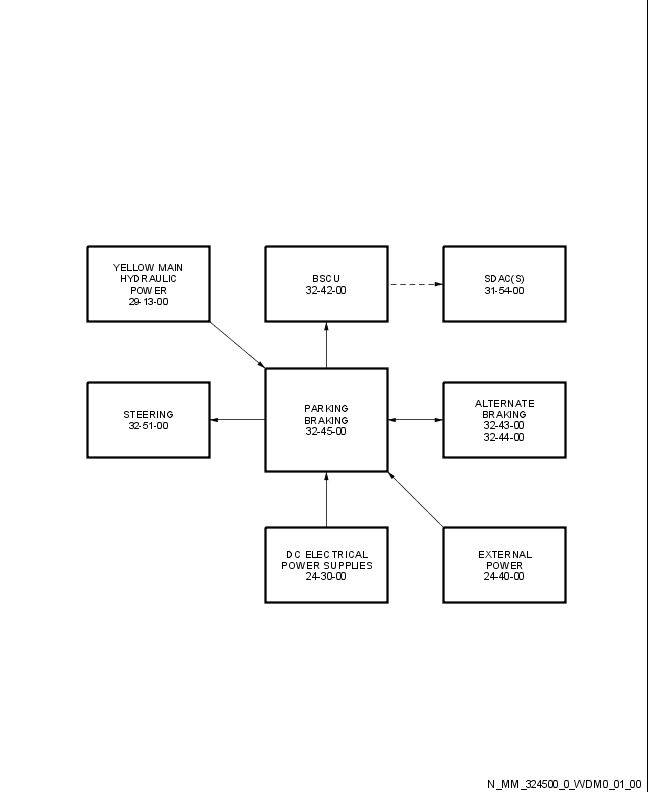 YELLOW MAIN
HYDRAULIC
POWER
29-13-00
BSCU
32-42-00
SDAC(S)
31-54-00
STEERING
32-51-00
PARKING
BRAKING
32-45-00
ALTERNATE
BRAKING
32-43-00
32-44-00
DC ELECTRICAL
POWER SUPPLIES
24-30-00
EXTERNAL
POWER
24-40-00
N_MM_324500_0_WDM0_01_00